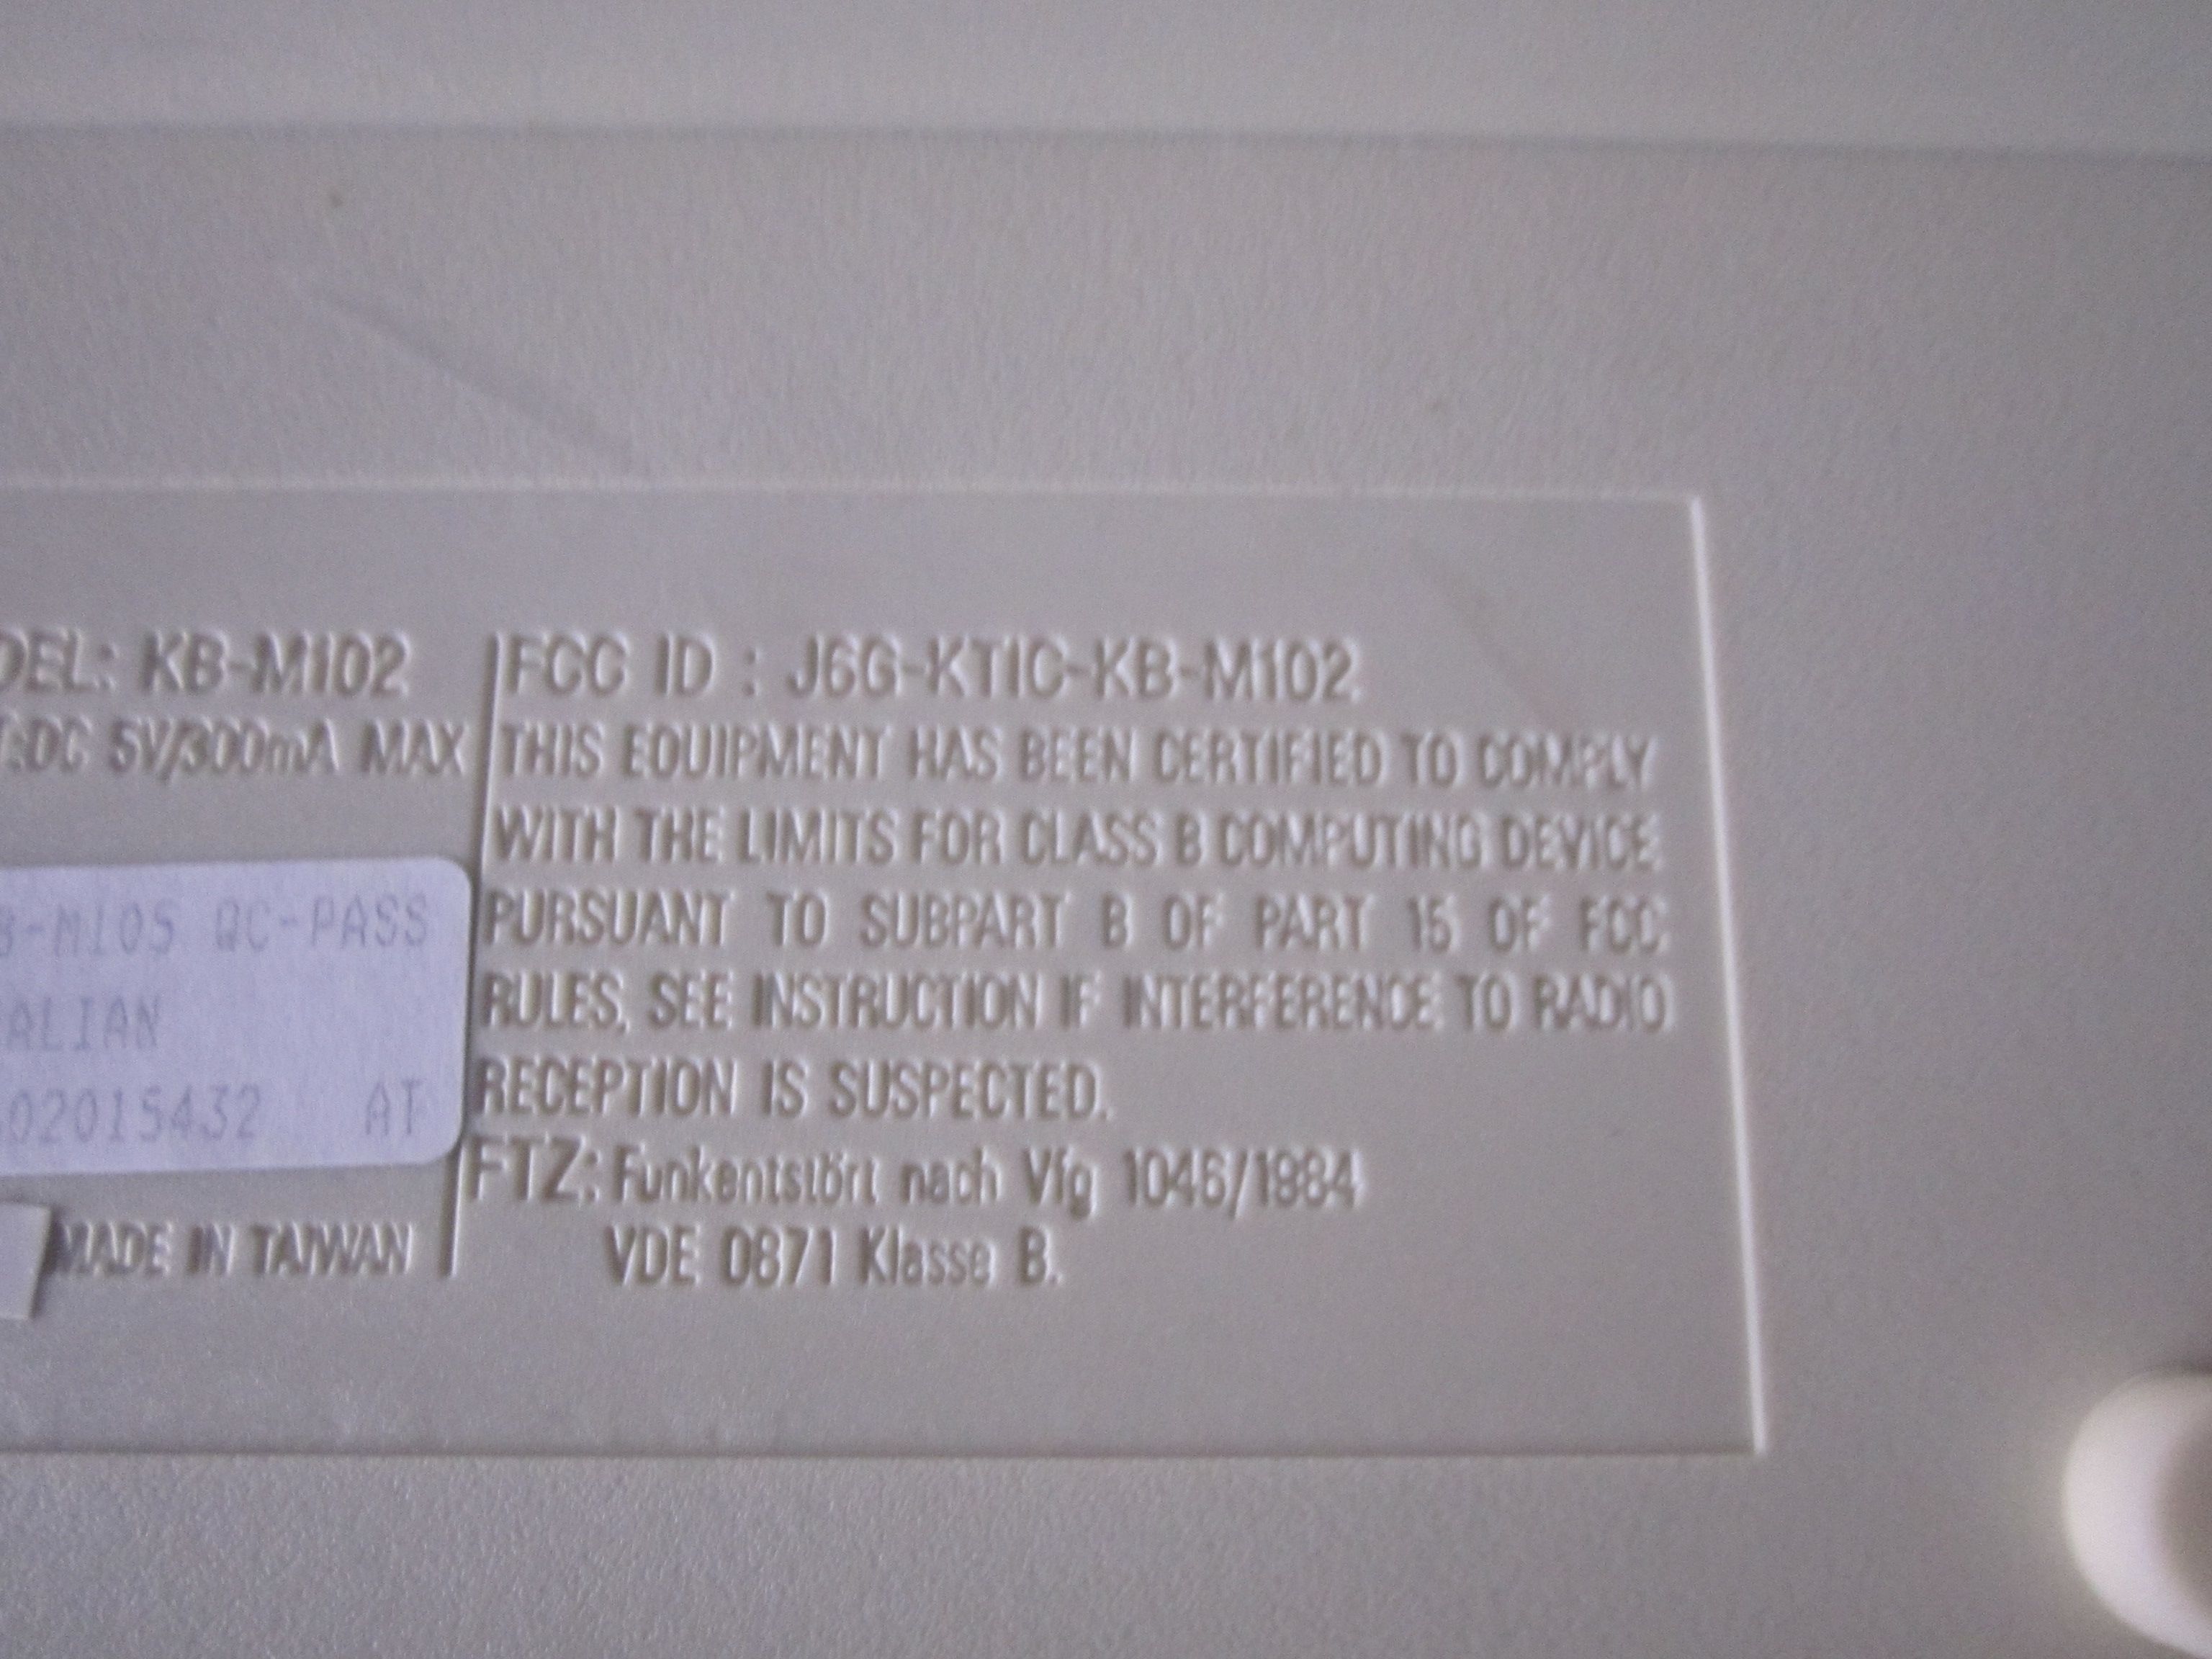 DEL: KB-M102
T:DC 5V/300mA MAX
B-M105 QC-PASS
ALIAN
02015432 AT
MADE IN TAIWAN
FCC ID : J6G-KTIC-KB-M102
THIS EQUIPMENT HAS BEEN CERTIFIED TO COMPLY
WITH THE LIMITS FOR CLASS B COMPUTING DEVICE
PURSUANT TO SUBPART B OF PART 15 OF FCC
RULES, SEE INSTRUCTION IF INTERFERENCE TO RADIO
RECEPTION IS SUSPECTED.
FTZ: Funkentstört nach Vfg 1046/1984
VDE 0871 Klasse B.